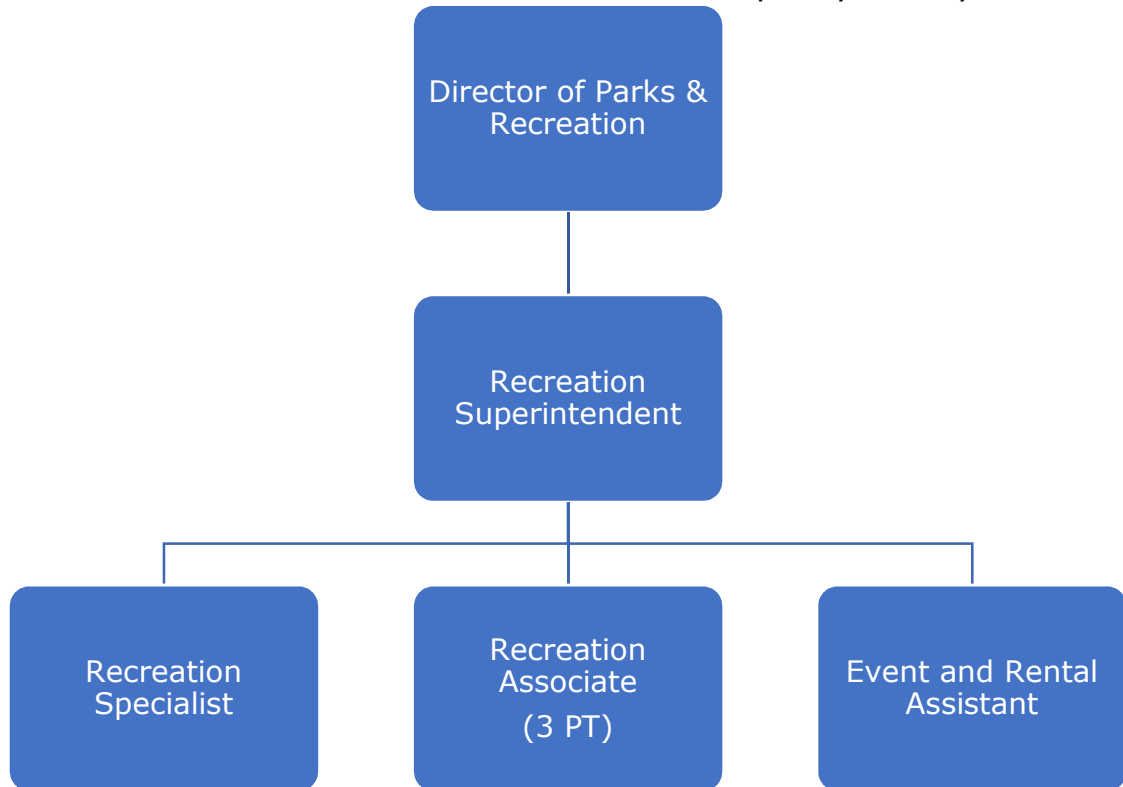 Director of Parks &
Recreation
Recreation
Superintendent
Recreation
Specialist
Recreation
Associate
(3 PT)
Event and Rental
Assistant